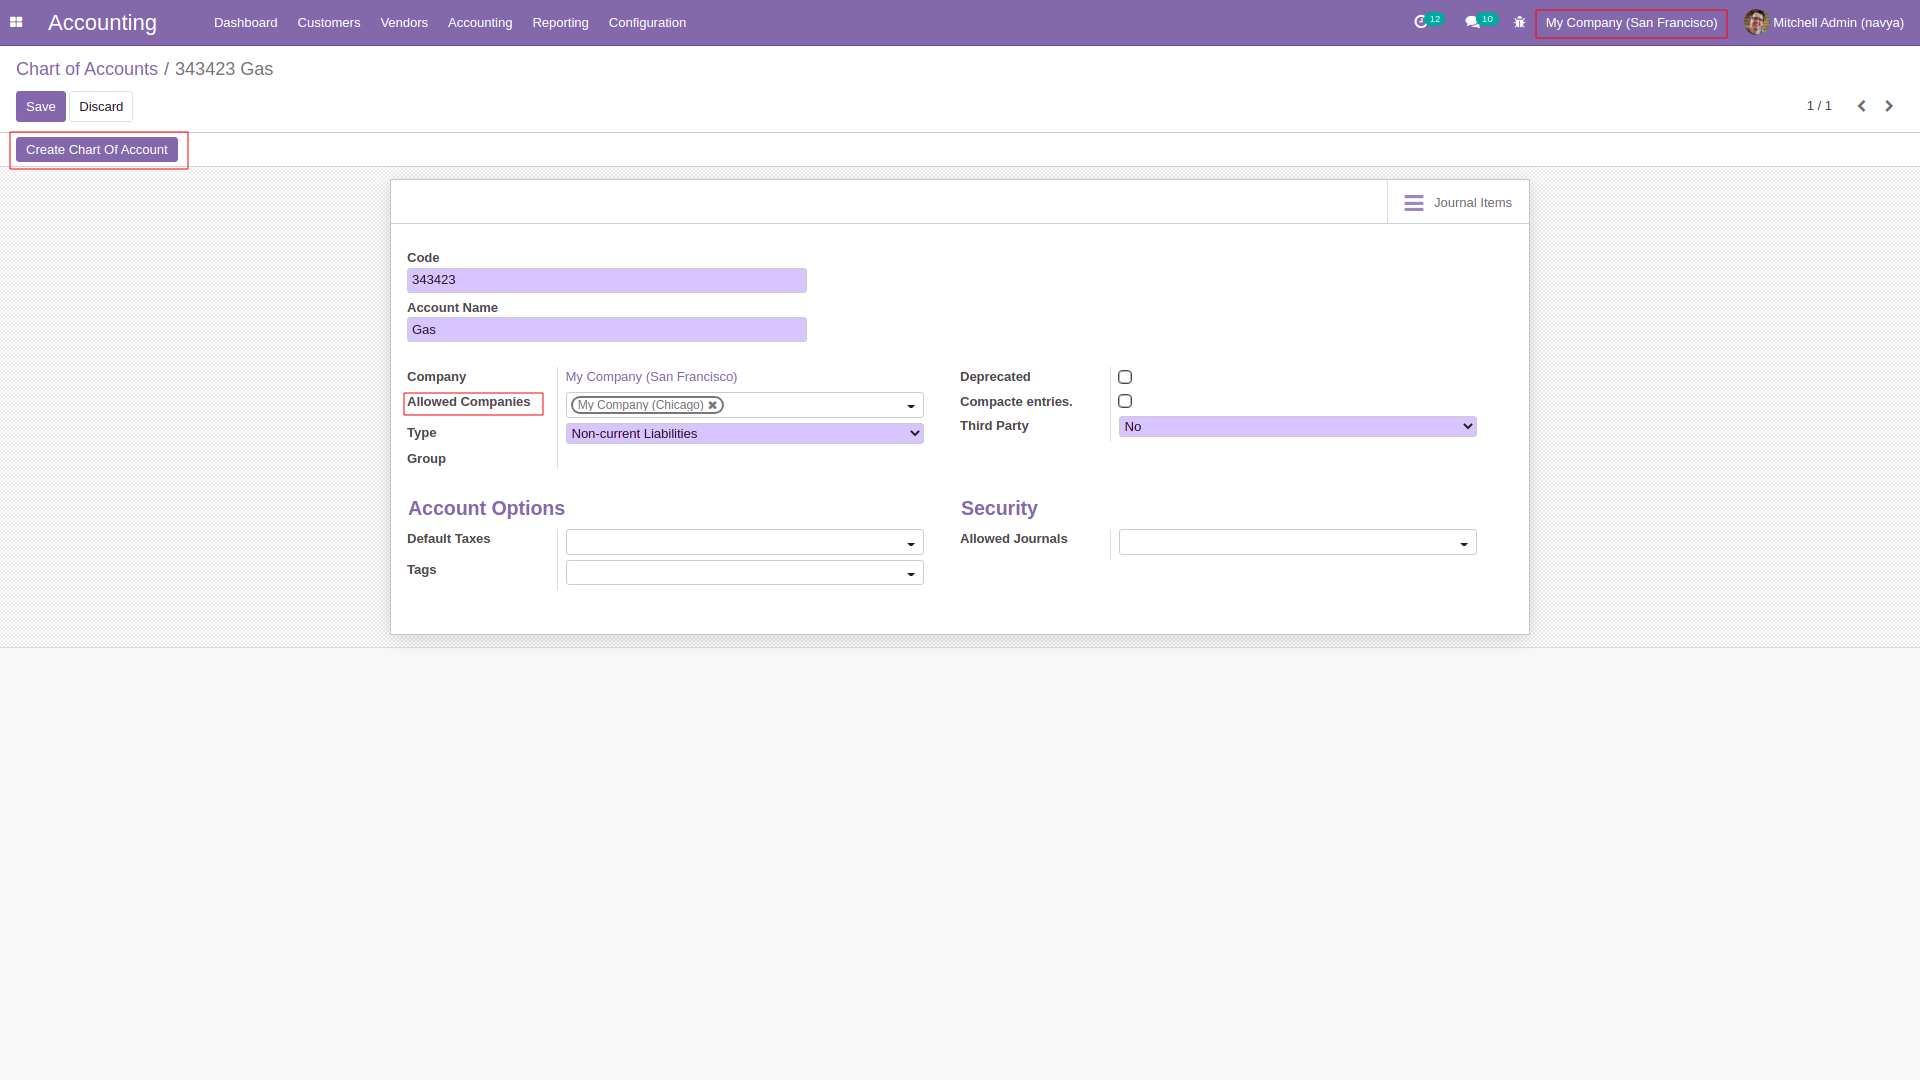 Accounting Dashboard Customers Vendors Accounting Reporting Configuration 12 10 My Company (San Francisco) Mitchell Admin (navya)
Chart of Accounts / 343423 Gas
Save Discard 1 / 1
Create Chart Of Account
Journal Items
Code
343423
Account Name
Gas
Company My Company (San Francisco)
Allowed Companies My Company (Chicago)
Type Non-current Liabilities
Group
Deprecated
Compacte entries.
Third Party No
Account Options
Default Taxes
Tags
Security
Allowed Journals